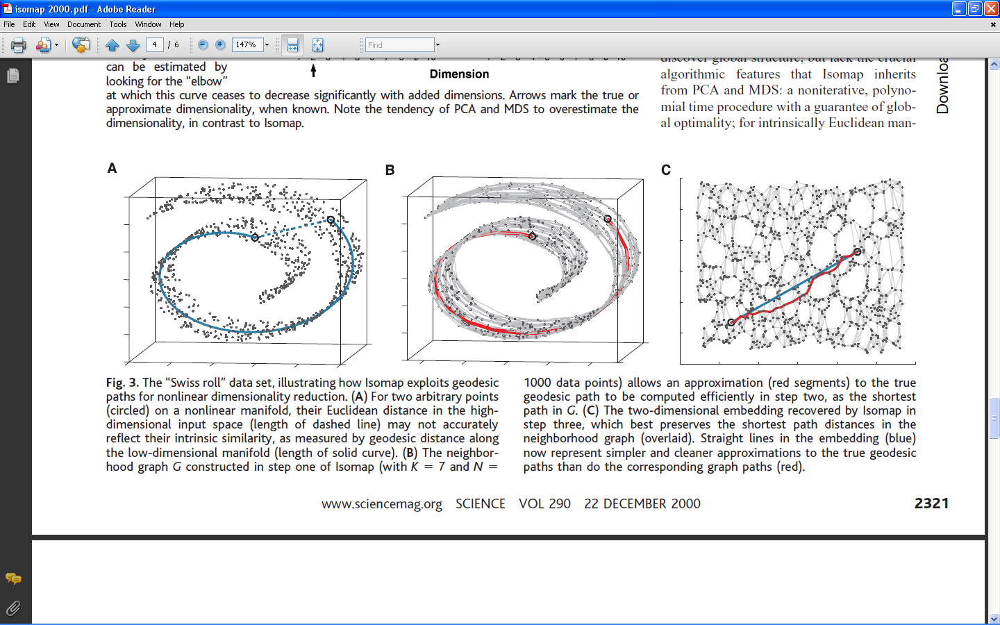 isomap 2000.pdf - Adobe Reader
File Edit View Document Tools Window Help
4 / 6 147% Find
can be estimated by
looking for the “elbow”
at which this curve ceases to decrease significantly with added dimensions. Arrows mark the true or
approximate dimensionality, when known. Note the tendency of PCA and MDS to overestimate the
dimensionality, in contrast to Isomap.
Dimension
discover global structure, but lack the crucial
algorithmic features that Isomap inherits
from PCA and MDS: a noniterative, polyno-
mial time procedure with a guarantee of glob-
al optimality; for intrinsically Euclidean man-
Downloa
A
B
C
Fig. 3. The “Swiss roll” data set, illustrating how Isomap exploits geodesic
paths for nonlinear dimensionality reduction. (A) For two arbitrary points
(circled) on a nonlinear manifold, their Euclidean distance in the high-
dimensional input space (length of dashed line) may not accurately
reflect their intrinsic similarity, as measured by geodesic distance along
the low-dimensional manifold (length of solid curve). (B) The neighbor-
hood graph G constructed in step one of Isomap (with K = 7 and N =
1000 data points) allows an approximation (red segments) to the true
geodesic path to be computed efficiently in step two, as the shortest
path in G. (C) The two-dimensional embedding recovered by Isomap in
step three, which best preserves the shortest path distances in the
neighborhood graph (overlaid). Straight lines in the embedding (blue)
now represent simpler and cleaner approximations to the true geodesic
paths than do the corresponding graph paths (red).
www.sciencemag.org SCIENCE VOL 290 22 DECEMBER 2000 2321